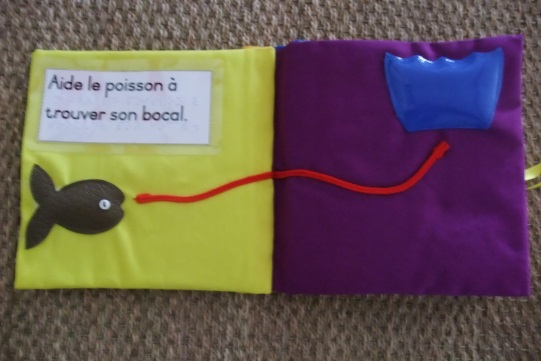 Aide le poisson à
trouver son bocal.